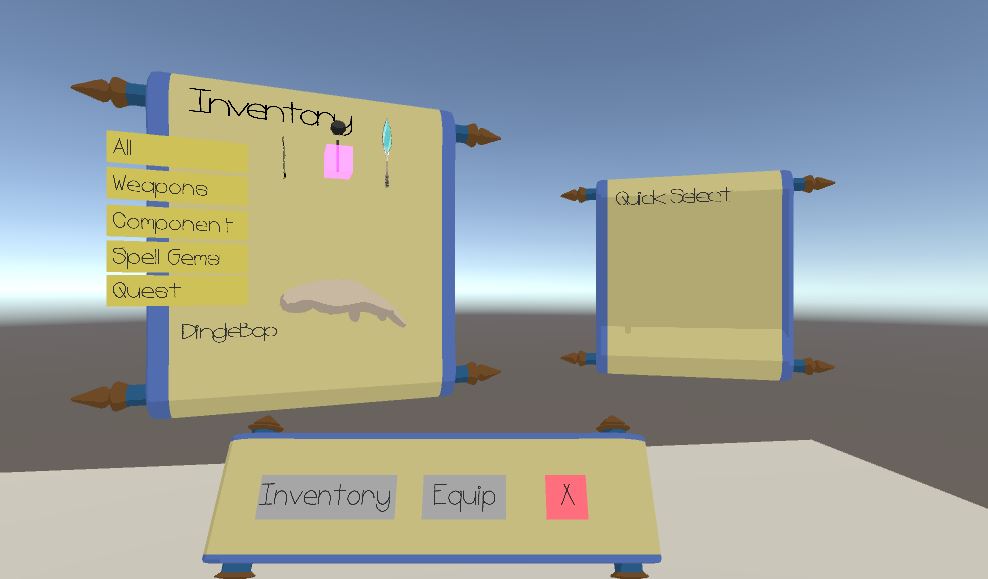 Inventory
All
Weapons
Component
Spell Gems
Quest
DingleBop
Quick Select
Inventory
Equip
X